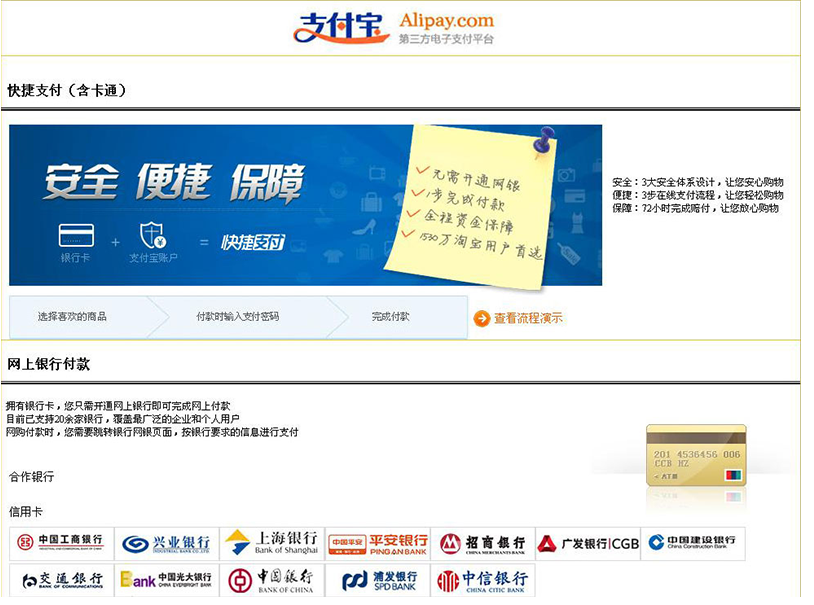 支付宝 Alipay.com
第三方电子支付平台
快捷支付（含卡通）
安全 便捷 保障
银行卡 + 支付宝账户 = 快捷支付
无需开通网银
1步完成付款
全程资金保障
1530万淘宝用户首选
安全：3大安全体系设计，让您安心购物
便捷：3步在线支付流程，让您轻松购物
保障：72小时完成赔付，让您放心购物
选择喜欢的商品 付款时输入支付密码 完成付款 查看流程演示
网上银行付款
拥有银行卡，您只需开通网上银行即可完成网上付款
目前已支持20余家银行，覆盖最广泛的企业和个人用户
网购付款时，您需要跳转银行网银页面，按银行要求的信息进行支付
201 4536456 006
CCB HZ
合作银行
信用卡
中国工商银行 INDUSTRIAL AND COMMERCIAL BANK OF CHINA
兴业银行 INDUSTRIAL BANK CO.,LTD.
上海银行 Bank of Shanghai
中国平安 平安银行 PING AN BANK
招商银行 CHINA MERCHANTS BANK
广发银行|CGB
中国建设银行 China Construction Bank
交通银行 BANK OF COMMUNICATIONS
Bank 中国光大银行 CHINA EVERBRIGHT BANK
中国银行 BANK OF CHINA
浦发银行 SPD BANK
中信银行 CHINA CITIC BANK